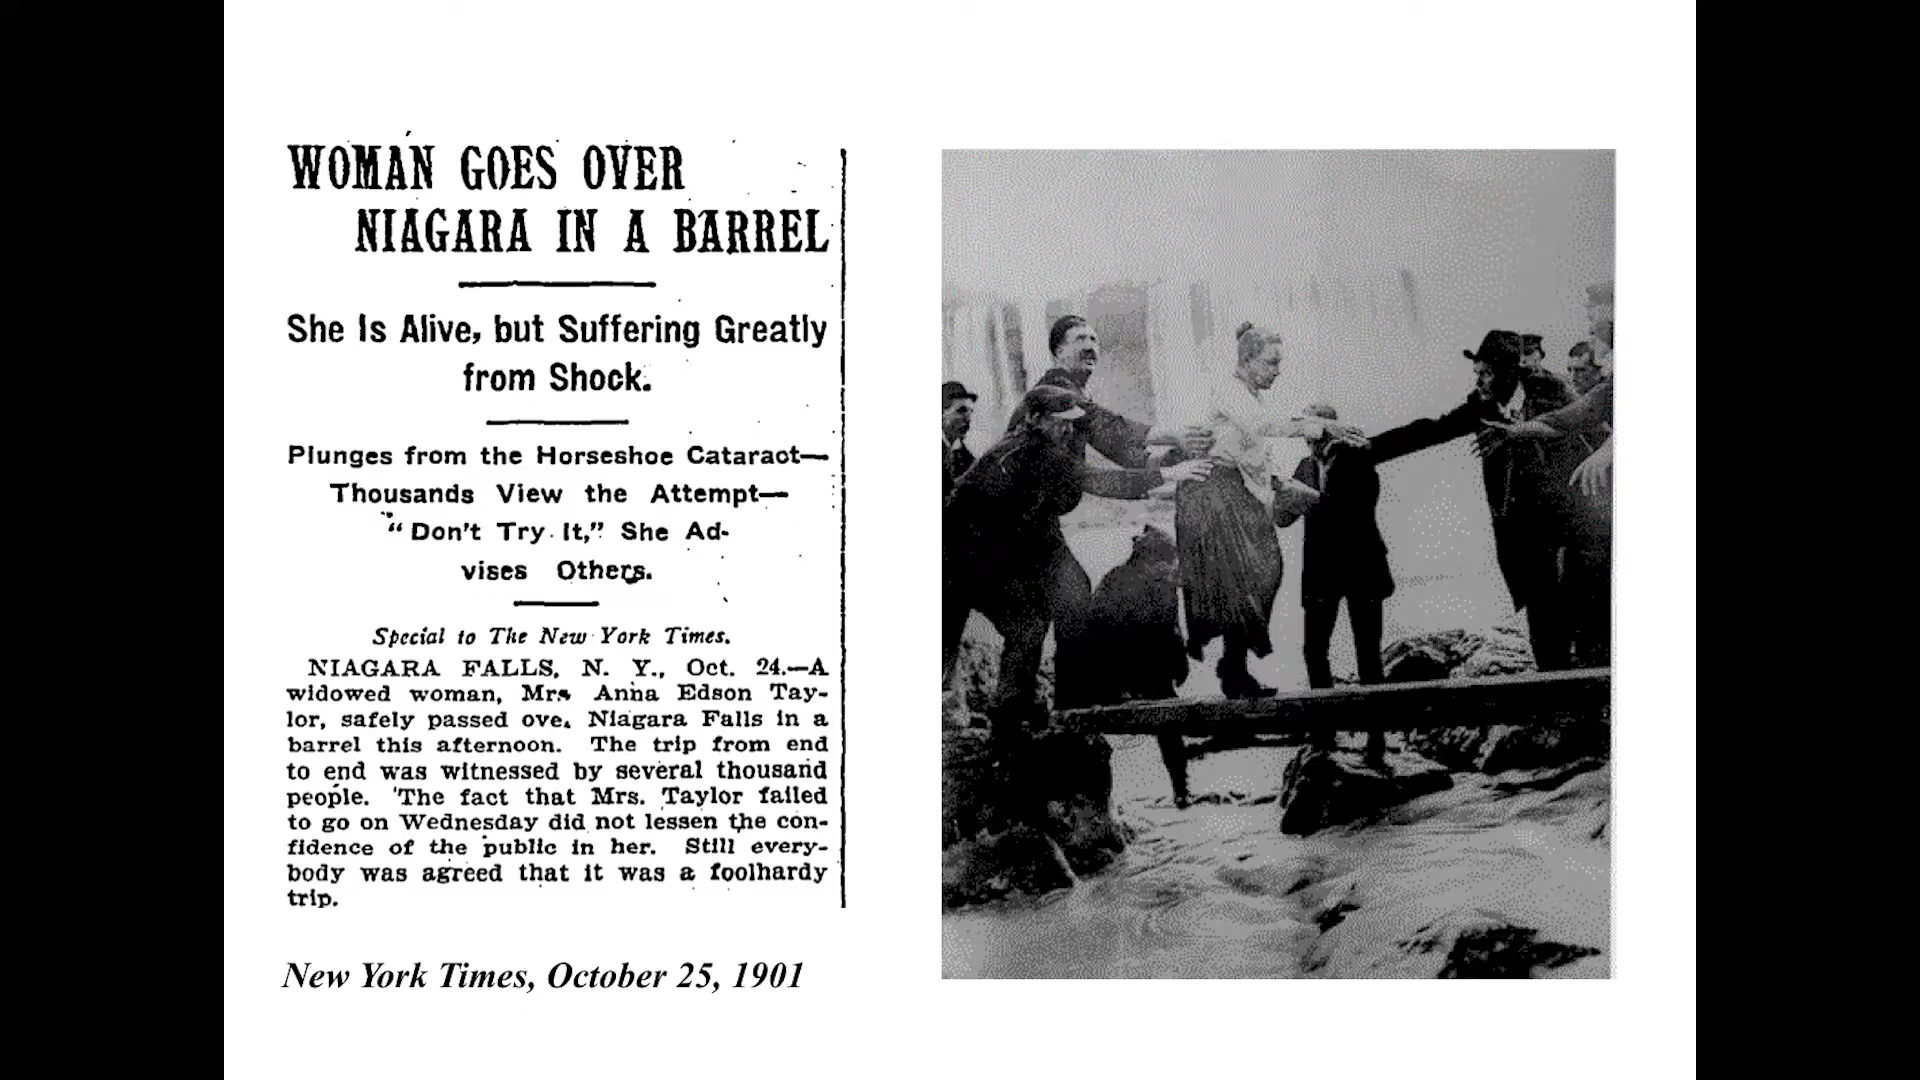 WOMAN GOES OVER
NIAGARA IN A BARREL
She Is Alive, but Suffering Greatly
from Shock.
Plunges from the Horseshoe Cataract—
Thousands View the Attempt—
"Don't Try It," She Ad-
vises Others.
Special to The New York Times.
NIAGARA FALLS, N. Y., Oct. 24.—A
widowed woman, Mrs. Anna Edson Tay-
lor, safely passed over Niagara Falls in a
barrel this afternoon. The trip from end
to end was witnessed by several thousand
people. The fact that Mrs. Taylor failed
to go on Wednesday did not lessen the con-
fidence of the public in her. Still every-
body was agreed that it was a foolhardy
trip.
New York Times, October 25, 1901